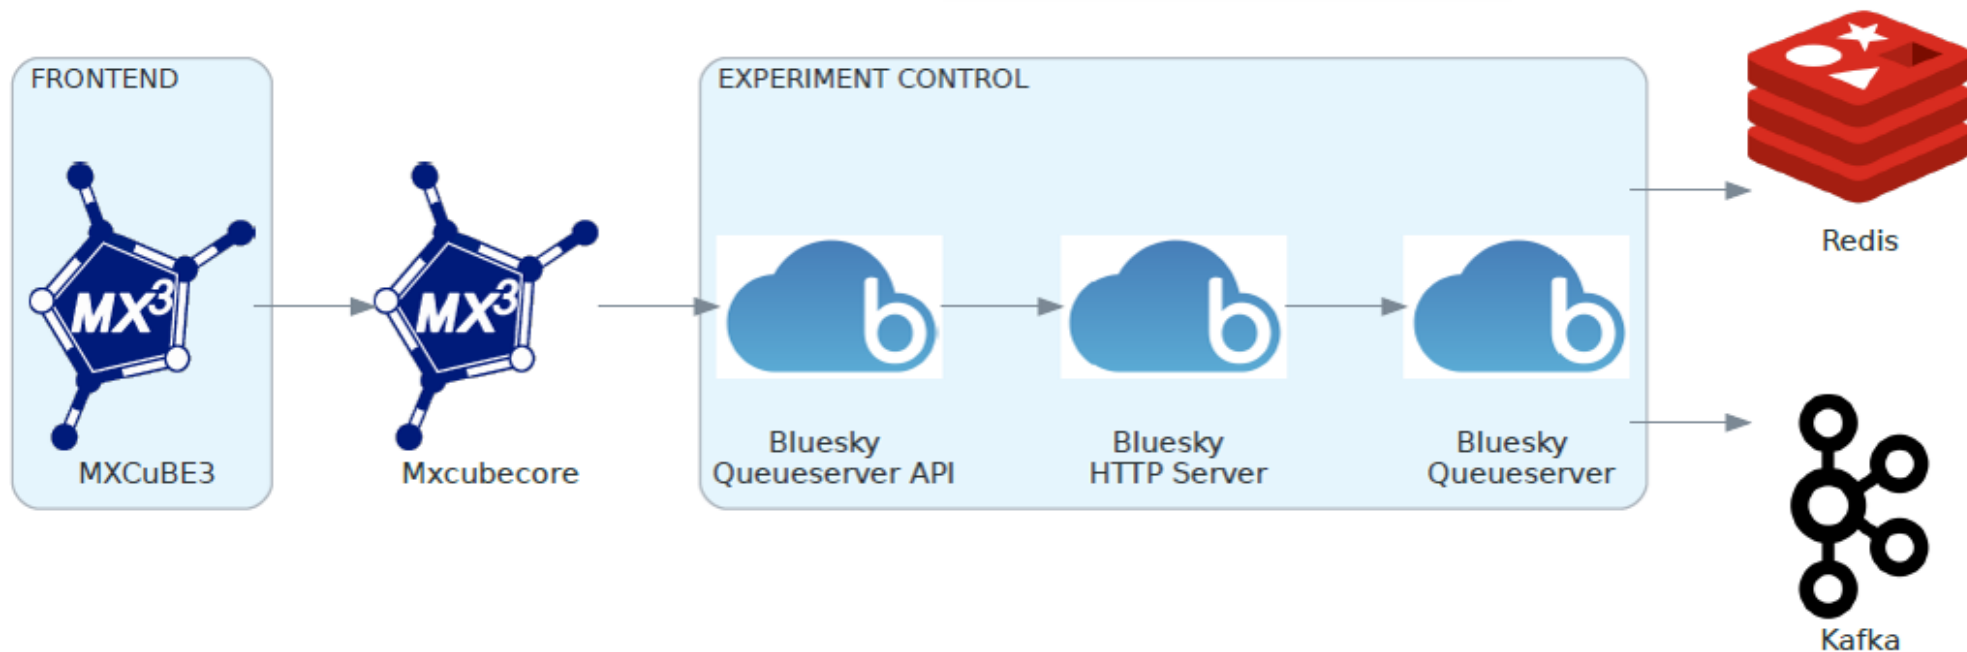 FRONTEND
MX3
MXCuBE3
MX3
Mxcubecore
EXPERIMENT CONTROL
b
Bluesky
Queueserver API
b
Bluesky
HTTP Server
b
Bluesky
Queueserver
Redis
Kafka